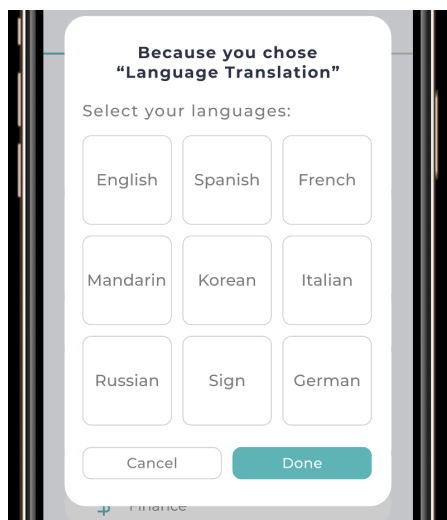 Because you chose
“Language Translation”
Select your languages:
English Spanish French
Mandarin Korean Italian
Russian Sign German
Cancel Done
Finance